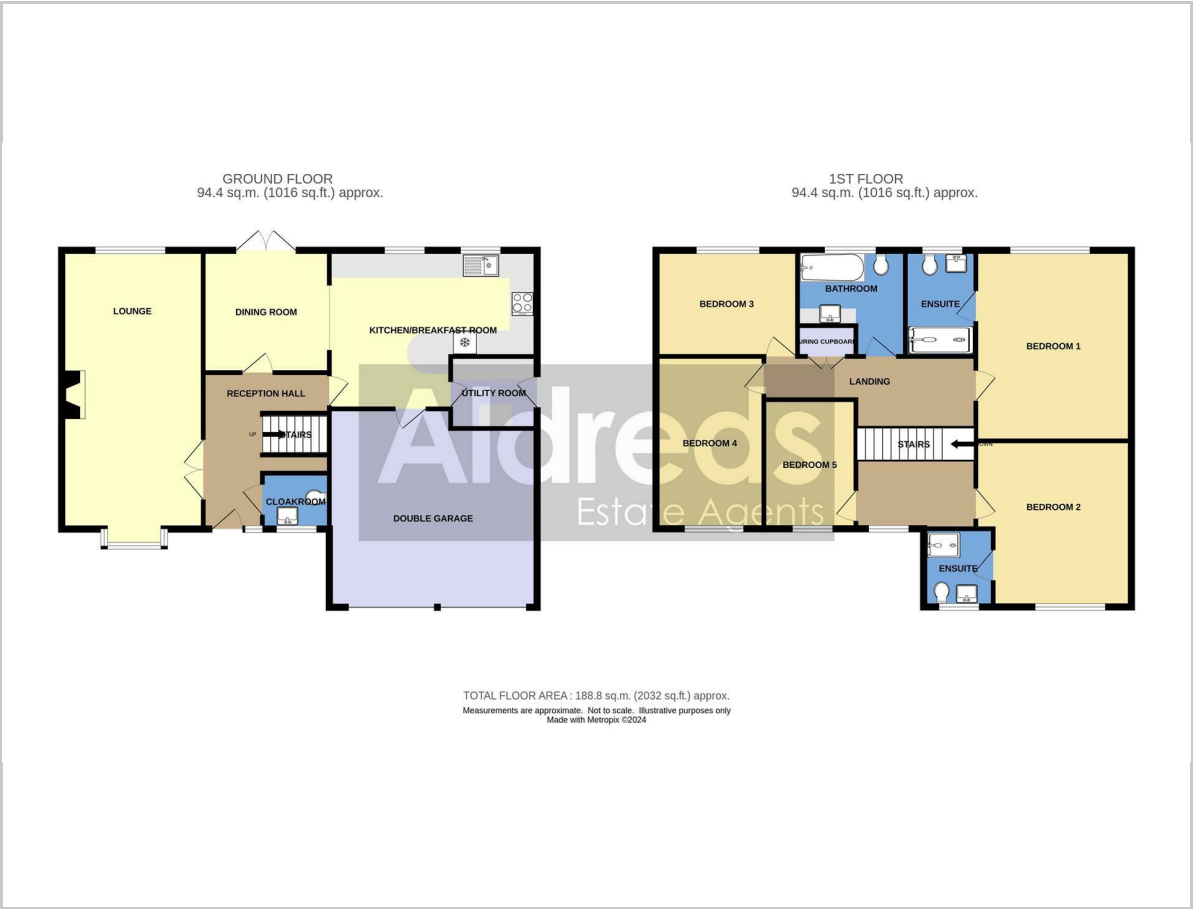 GROUND FLOOR
94.4 sq.m. (1016 sq.ft.) approx.
1ST FLOOR
94.4 sq.m. (1016 sq.ft.) approx.
LOUNGE
DINING ROOM
KITCHEN/BREAKFAST ROOM
RECEPTION HALL
UTILITY ROOM
UP
STAIRS
CLOAKROOM
DOUBLE GARAGE
BEDROOM 3
BATHROOM
ENSUITE
AIRING CUPBOARD
BEDROOM 1
LANDING
BEDROOM 4
STAIRS
DOWN
BEDROOM 5
BEDROOM 2
ENSUITE
Aldreds
Estate Agents
TOTAL FLOOR AREA : 188.8 sq.m. (2032 sq.ft.) approx.
Measurements are approximate. Not to scale. Illustrative purposes only
Made with Metropix ©2024